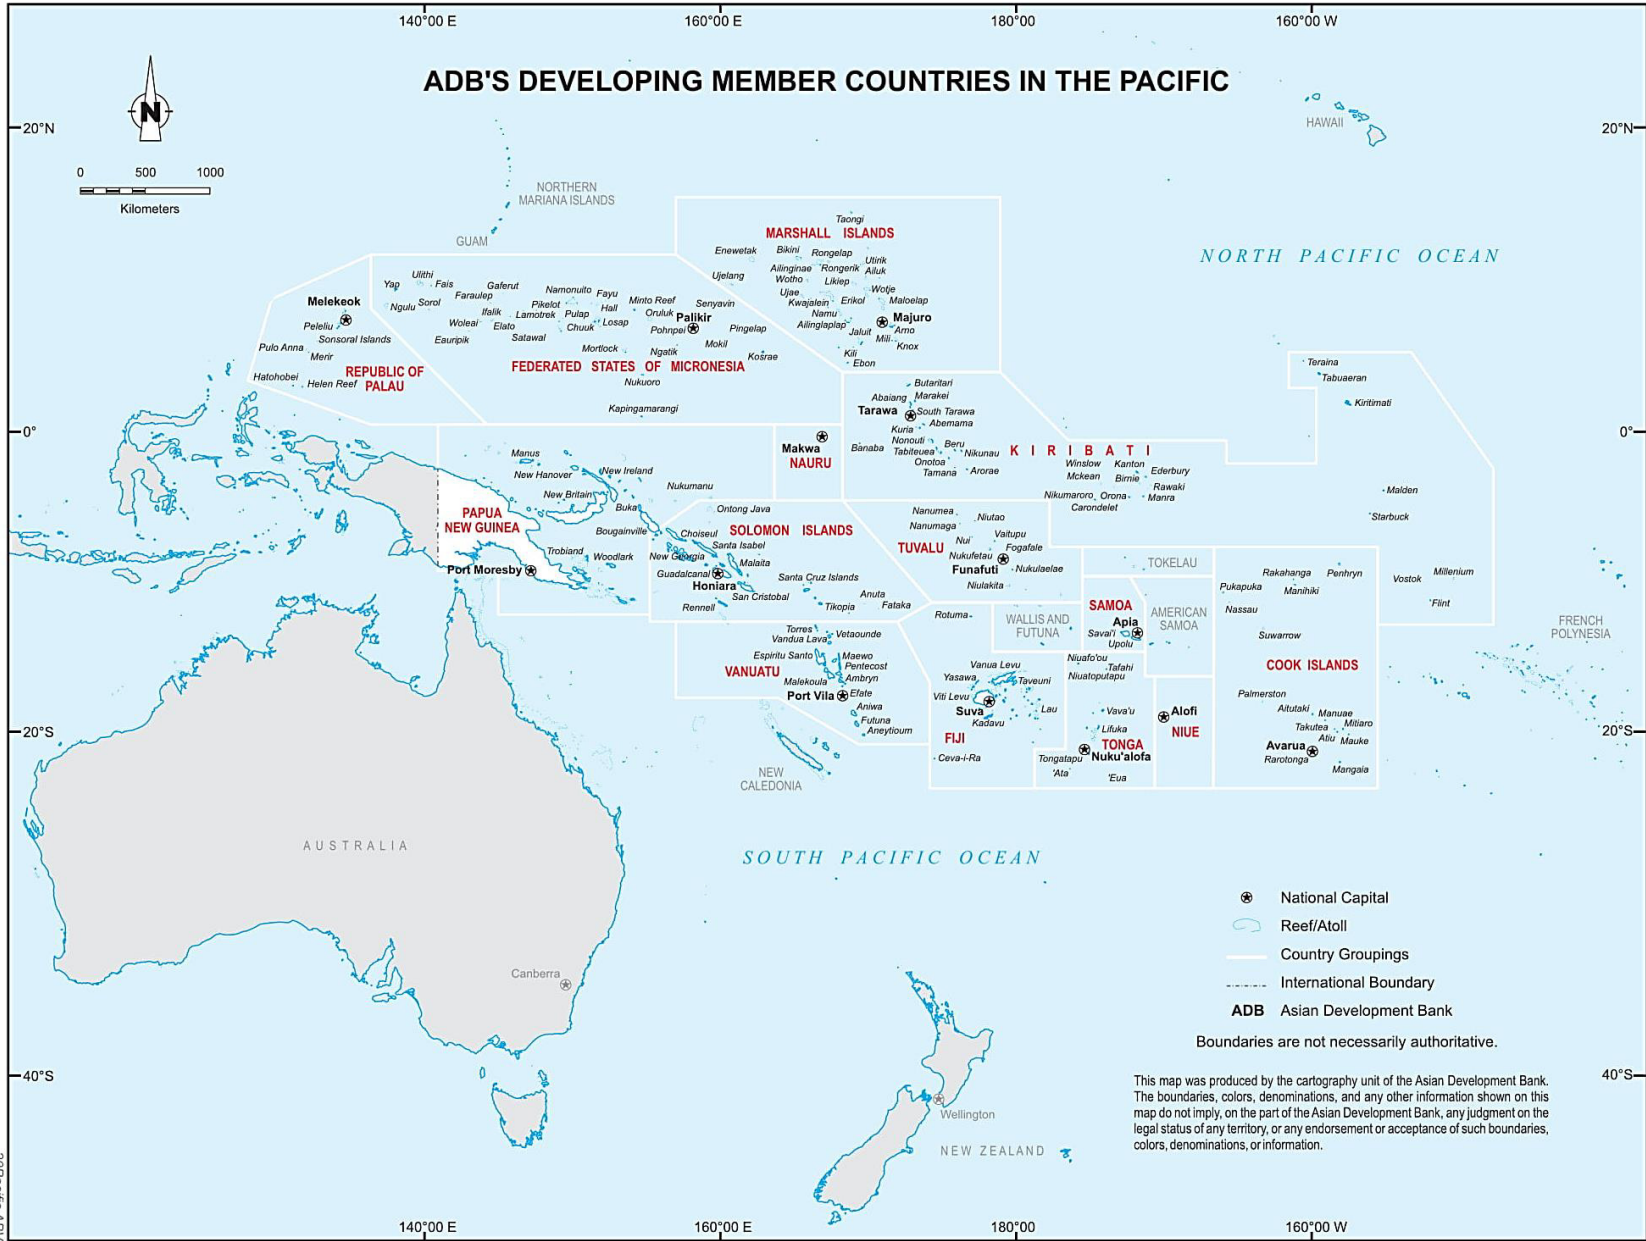 140°00 E
160°00 E
180°00
160°00 W
ADB'S DEVELOPING MEMBER COUNTRIES IN THE PACIFIC
N
20°N
20°N
HAWAII
0 500 1000
Kilometers
NORTHERN
MARIANA ISLANDS
GUAM
NORTH PACIFIC OCEAN
Taongi
MARSHALL ISLANDS
Enewetak
Bikini
Rongelap
Utirik
Ujelang
Ailinginae
Rongerik
Ailuk
Wotho
Likiep
Ujae
Wotje
Kwajalein
Erikol
Maloelap
Namu
Majuro
Ailinglaplap
Jaluit
Arno
Mili
Knox
Kili
Ebon
Melekeok
Peleliu
Sonsoral Islands
Pulo Anna
Merir
Hatohobei
Helen Reef
REPUBLIC OF
PALAU
Yap
Ulithi
Fais
Gaferut
Namonuito
Fayu
Ngulu
Sorol
Faraulep
Pikelot
Hall
Minto Reef
Senyavin
Ifalik
Lamotrek
Pulap
Oruluk
Palikir
Woleai
Elato
Chuuk
Losap
Pohnpei
Pingelap
Eauripik
Satawal
Mokil
Mortlock
Ngatik
Kosrae
FEDERATED STATES OF MICRONESIA
Nukuoro
Kapingamarangi
0°
0°
Teraina
Tabuaeran
Kiritimati
Butaritari
Abaiang
Marakei
Tarawa
South Tarawa
Abemama
Kuria
Nonouti
Beru
Banaba
Tabiteuea
Nikunau
Onotoa
Tamana
Arorae
KIRIBATI
Winslow
Kanton
Ederbury
Mckean
Birnie
Rawaki
Nikumaroro
Orona
Manra
Carondelet
Malden
Starbuck
Makwa
NAURU
Manus
New Hanover
New Ireland
Nukumanu
New Britain
Buka
Bougainville
PAPUA
NEW GUINEA
Trobiand
Woodlark
Port Moresby
Ongtong Java
Choiseul
SOLOMON ISLANDS
Santa Isabel
New Georgia
Malaita
Guadalcanal
Honiara
Santa Cruz Islands
San Cristobal
Anuta
Rennell
Tikopia
Fataka
Nanumea
Niutao
Nanumaga
Nui
Vaitupu
TUVALU
Fogafale
Nukufetau
Funafuti
Nukulaelae
Niulakita
TOKELAU
Rotuma
WALLIS AND
FUTUNA
SAMOA
Apia
Savai'i
Upolu
AMERICAN
SAMOA
Rakahanga
Penrhyn
Pukapuka
Manihiki
Nassau
Suwarrow
Vostok
Millenium
Flint
FRENCH
POLYNESIA
COOK ISLANDS
Palmerston
Aitutaki
Manuae
Takutea
Mitiaro
Atiu
Mauke
Avarua
Rarotonga
Mangaia
Torres
Vandua Lava
Vetaounde
Espiritu Santo
Maewo
Pentecost
VANUATU
Malekoula
Ambryn
Port Vila
Efate
Aniwa
Futuna
Aneytioum
Vanua Levu
Yasawa
Taveuni
Viti Levu
Suva
Lau
Kadavu
FIJI
Ceva-i-Ra
Niuafo'ou
Tafahi
Niuatoputapu
Vava'u
Lifuka
TONGA
Nuku'alofa
Tongatapu
'Ata
'Eua
Alofi
NIUE
20°S
20°S
NEW
CALEDONIA
AUSTRALIA
SOUTH PACIFIC OCEAN
Canberra
National Capital
Reef/Atoll
Country Groupings
International Boundary
ADB Asian Development Bank
Boundaries are not necessarily authoritative.
This map was produced by the cartography unit of the Asian Development Bank.
The boundaries, colors, denominations, and any other information shown on this
map do not imply, on the part of the Asian Development Bank, any judgment on the
legal status of any territory, or any endorsement or acceptance of such boundaries,
colors, denominations, or information.
40°S
40°S
Wellington
NEW ZEALAND
140°00 E
160°00 E
180°00
160°00 W